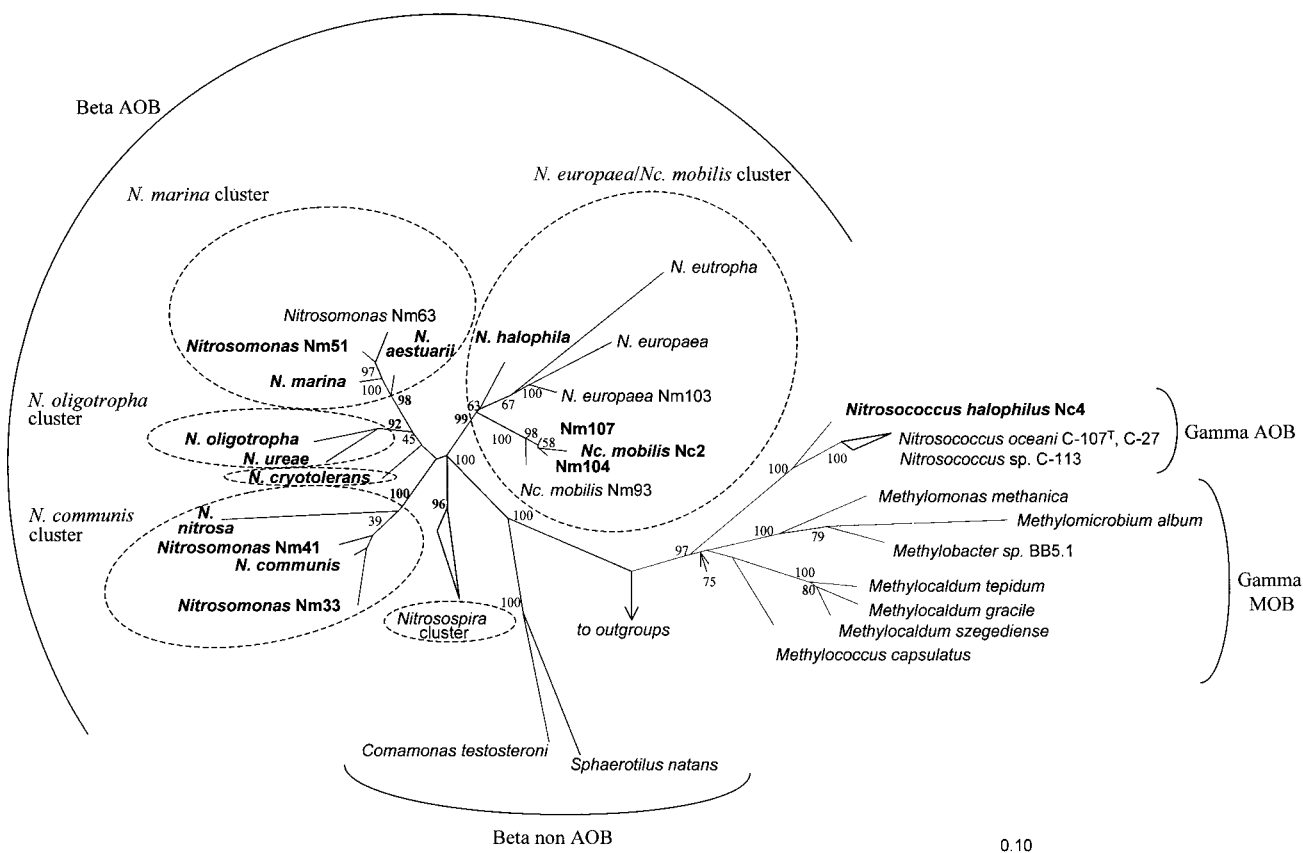 Beta AOB
N. marina cluster
N. europaea/Nc. mobilis cluster
N. eutropha
Nitrosomonas Nm63
N. aestuarii
Nitrosomonas Nm51
N. marina
97
100
98
N. halophila
N. europaea
N. europaea Nm103
100
67
63
99
N. oligotropha
cluster
92
N. oligotropha
45
N. ureae
N. cryotolerans
Nm107
98
58
100
Nc. mobilis Nc2
Nm104
Nc. mobilis Nm93
100
N. communis
cluster
100
N.
nitrosa
39
Nitrosomonas Nm41
N. communis
Nitrosomonas Nm33
96
Nitrosospira
cluster
100
100
Comamonas testosteroni
Sphaerotilus natans
Beta non AOB
to outgroups
Nitrosococcus halophilus Nc4
Nitrosococcus oceani C-107T, C-27
Nitrosococcus sp. C-113
100
100
Gamma AOB
Methylomonas methanica
Methylomicrobium album
Methylobacter sp. BB5.1
100
79
97
75
Methylocaldum tepidum
Methylocaldum gracile
Methylocaldum szegediense
Methylococcus capsulatus
100
80
Gamma
MOB
0.10